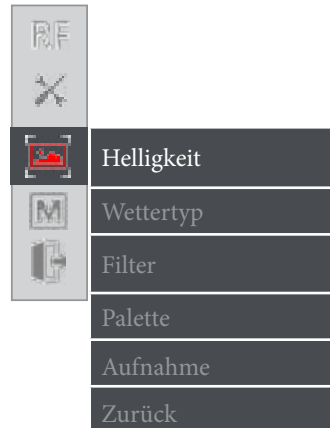 RF
Helligkeit
M
Wettertyp
Filter
Palette
Aufnahme
Zurück